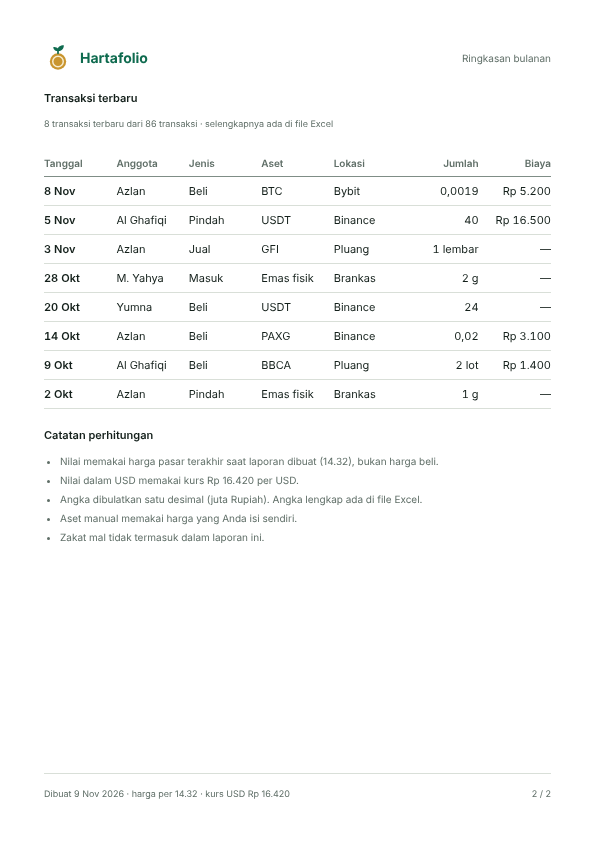 Hartafolio
Ringkasan bulanan
Transaksi terbaru
8 transaksi terbaru dari 86 transaksi · selengkapnya ada di file Excel
Tanggal Anggota Jenis Aset Lokasi Jumlah Biaya
8 Nov Azlan Beli BTC Bybit 0,0019 Rp 5.200
5 Nov Al Ghafiqi Pindah USDT Binance 40 Rp 16.500
3 Nov Azlan Jual GFI Pluang 1 lembar —
28 Okt M. Yahya Masuk Emas fisik Brankas 2 g —
20 Okt Yumna Beli USDT Binance 24 —
14 Okt Azlan Beli PAXG Binance 0,02 Rp 3.100
9 Okt Al Ghafiqi Beli BBCA Pluang 2 lot Rp 1.400
2 Okt Azlan Pindah Emas fisik Brankas 1 g —
Catatan perhitungan
• Nilai memakai harga pasar terakhir saat laporan dibuat (14.32), bukan harga beli.
• Nilai dalam USD memakai kurs Rp 16.420 per USD.
• Angka dibulatkan satu desimal (juta Rupiah). Angka lengkap ada di file Excel.
• Aset manual memakai harga yang Anda isi sendiri.
• Zakat mal tidak termasuk dalam laporan ini.
Dibuat 9 Nov 2026 · harga per 14.32 · kurs USD Rp 16.420
2 / 2